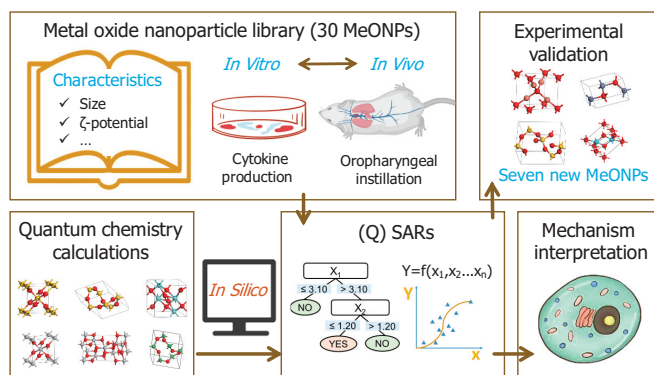 Metal oxide nanoparticle library (30 MeONPs)
Characteristics
✓ Size
✓ ζ-potential
✓ ...
In Vitro
In Vivo
Cytokine
production
Oropharyngeal
instillation
Experimental
validation
Seven new MeONPs
Quantum chemistry
calculations
In Silico
(Q) SARs
X1
≤ 3.10 > 3.10
NO
X2
≤ 1.20 > 1.20
YES
NO
Y=f(x1,x2...xn)
Y
X
Mechanism
interpretation